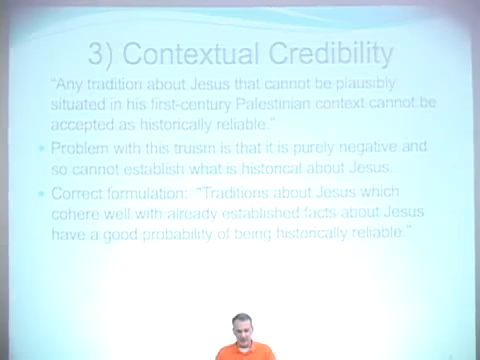 3) Contextual Credibility
“Any tradition about Jesus that cannot be plausibly
situated in his first-century Palestinian context cannot be
accepted as historically reliable.”
• Problem with this truism is that it is purely negative and
so cannot establish what is historical about Jesus.
• Correct formulation: “Traditions about Jesus which
cohere well with already established facts about Jesus
have a good probability of being historically reliable.”